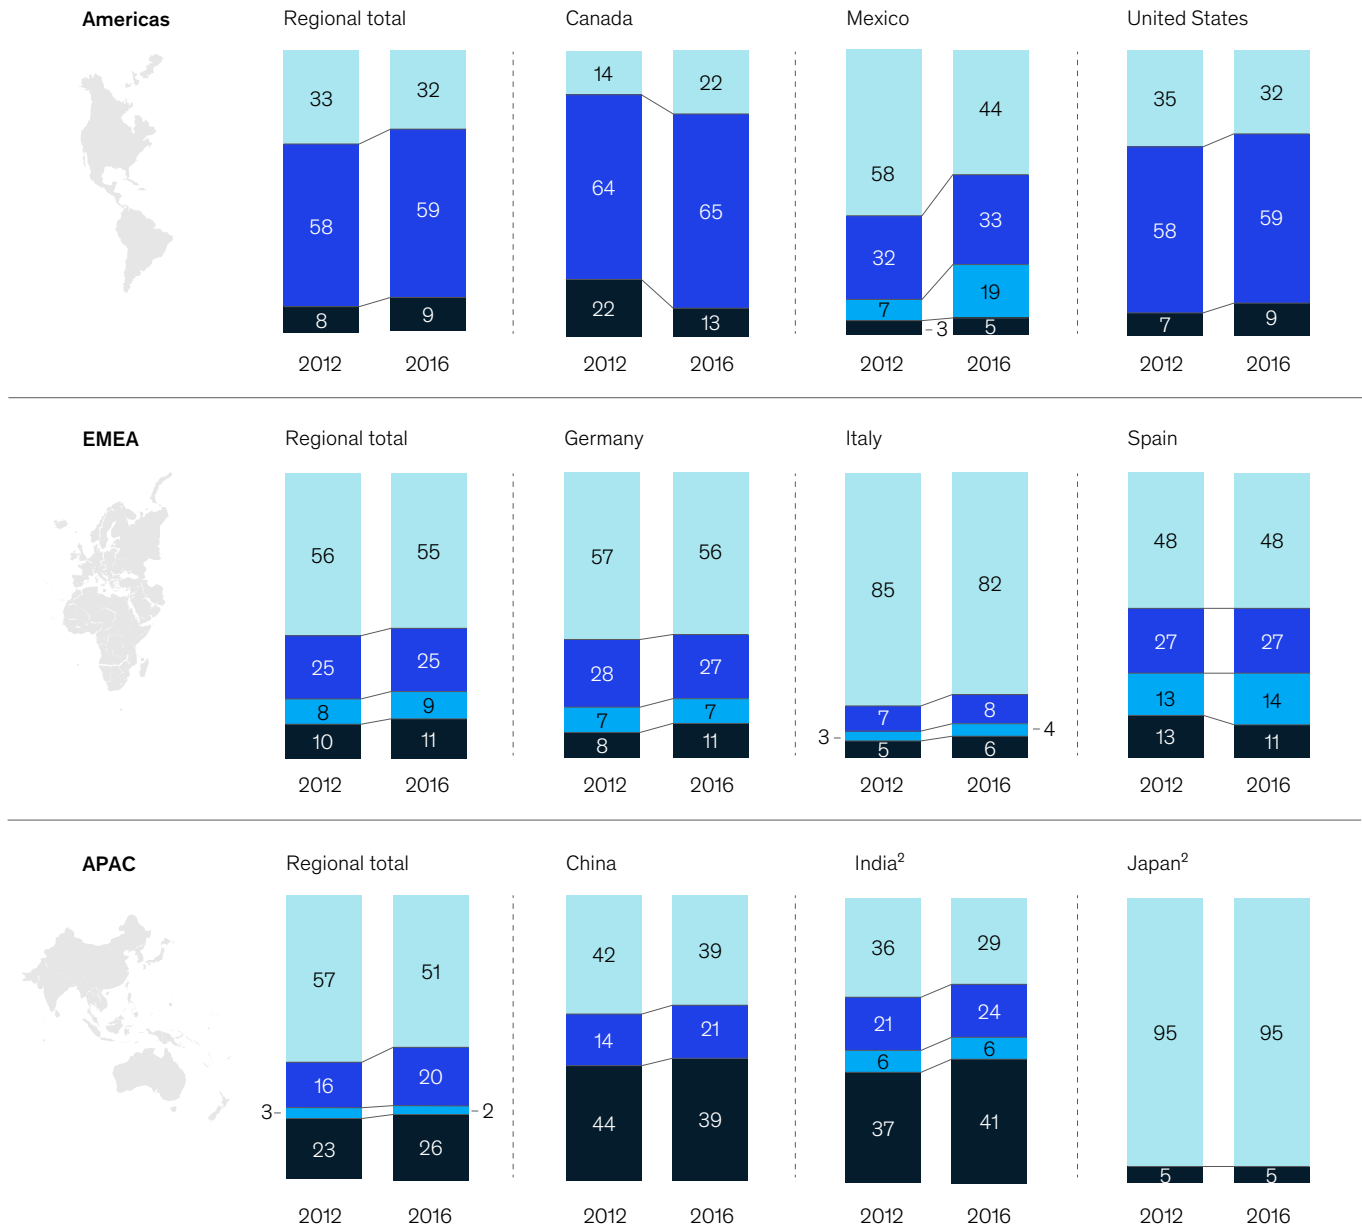 Americas Regional total Canada Mexico United States
33 32 14 22 58 44 35 32
58 59 64 65 32 33 58 59
7 19
8 9 22 13 3 5 7 9
2012 2016 2012 2016 2012 2016 2012 2016
EMEA Regional total Germany Italy Spain
56 55 57 56 85 82 48 48
25 25 28 27 7 8 27 27
8 9 7 7 3 4 13 14
10 11 8 11 5 6 13 11
2012 2016 2012 2016 2012 2016 2012 2016
APAC Regional total China India² Japan²
57 51 42 39 36 29 95 95
16 20 14 21 21 24
3 2 6 6
23 26 44 39 37 41 5 5
2012 2016 2012 2016 2012 2016 2012 2016